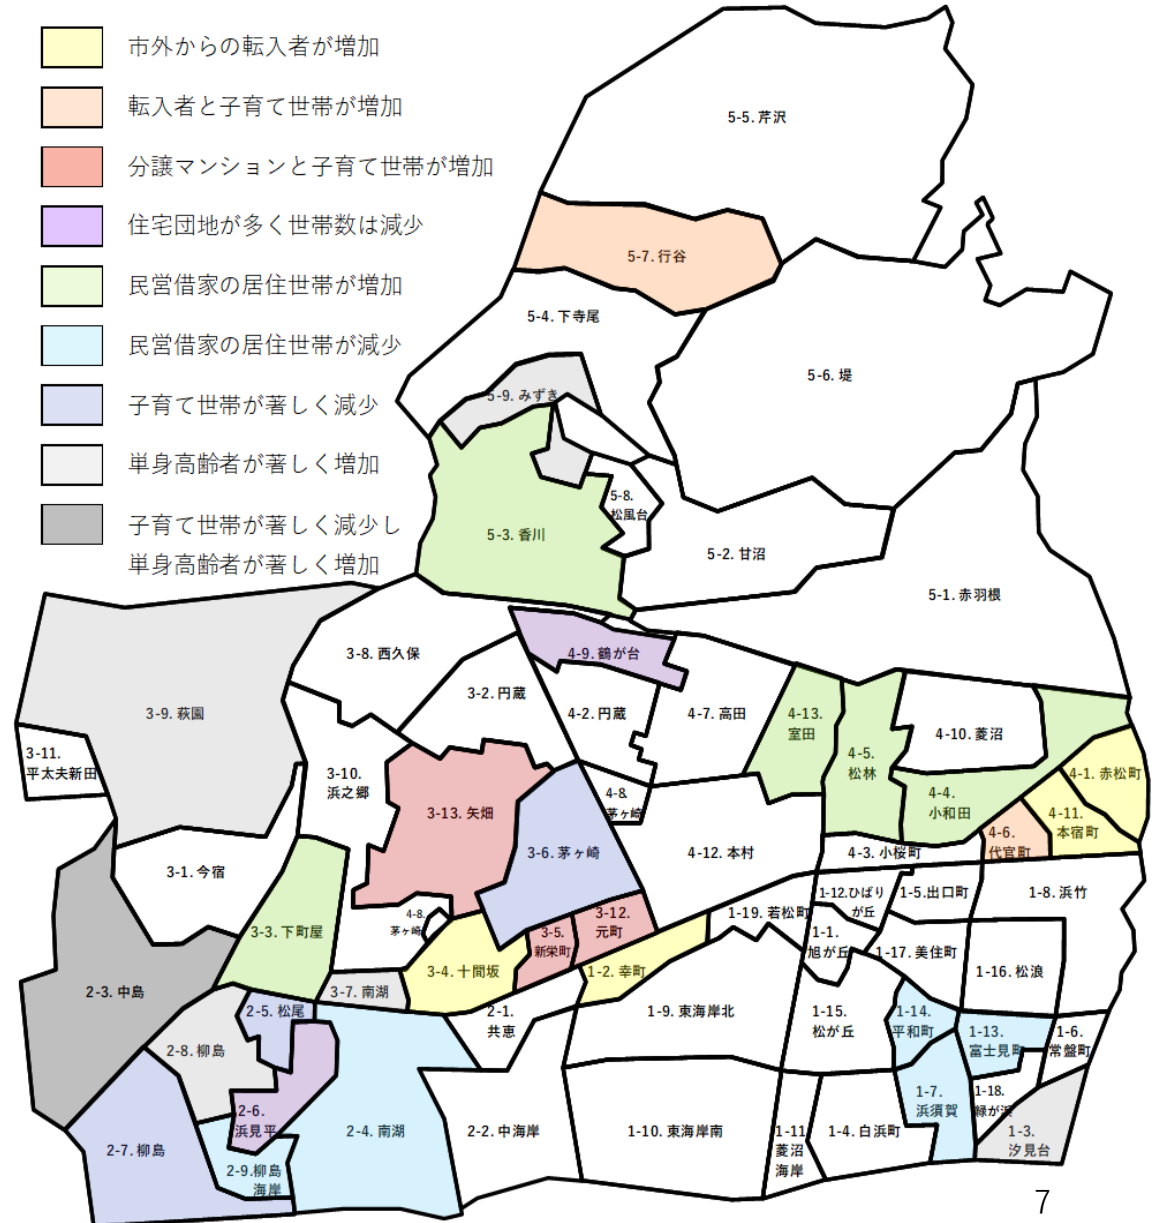 市外からの転入者が増加
転入者と子育て世帯が増加
分譲マンションと子育て世帯が増加
住宅団地が多く世帯数は減少
民営借家の居住世帯が増加
民営借家の居住世帯が減少
子育て世帯が著しく減少
単身高齢者が著しく増加
子育て世帯が著しく減少し
単身高齢者が著しく増加
5-5. 芹沢
5-7. 行谷
5-4. 下寺尾
5-6. 堤
5-9. みずき
5-8.
松風台
5-3. 香川
5-2. 甘沼
5-1. 赤羽根
3-8. 西久保
4-9. 鶴が台
3-2. 円蔵
4-2. 円蔵
4-7. 高田
3-9. 萩園
4-13.
室田
4-10. 菱沼
3-11.
平太夫新田
4-5.
松林
4-1. 赤松町
3-10.
浜之郷
4-8.
茅ヶ崎
4-4.
小和田
3-13. 矢畑
4-11.
本宿町
4-6.
代官町
3-6. 茅ヶ崎
4-12. 本村
4-3. 小桜町
3-1. 今宿
1-12.ひばり
が丘
1-5. 出口町
1-8. 浜竹
4-8.
茅ヶ崎
3-12.
元町
1-19. 若松町
3-3. 下町屋
3-5.
新栄町
1-1.
旭が丘
1-17. 美住町
3-4. 十間坂
1-2. 幸町
1-16. 松浪
2-3. 中島
3-7. 南湖
2-5. 松尾
2-1.
共恵
1-9. 東海岸北
1-15.
松が丘
1-14.
平和町
1-13.
富士見町
1-6.
常盤町
2-8. 柳島
1-7.
浜須賀
1-18.
緑が浜
2-6.
浜見平
2-4. 南湖
2-2. 中海岸
1-10. 東海岸南
1-11
菱沼
海岸
1-4. 白浜町
1-3.
汐見台
2-7. 柳島
2-9.柳島
海岸
7